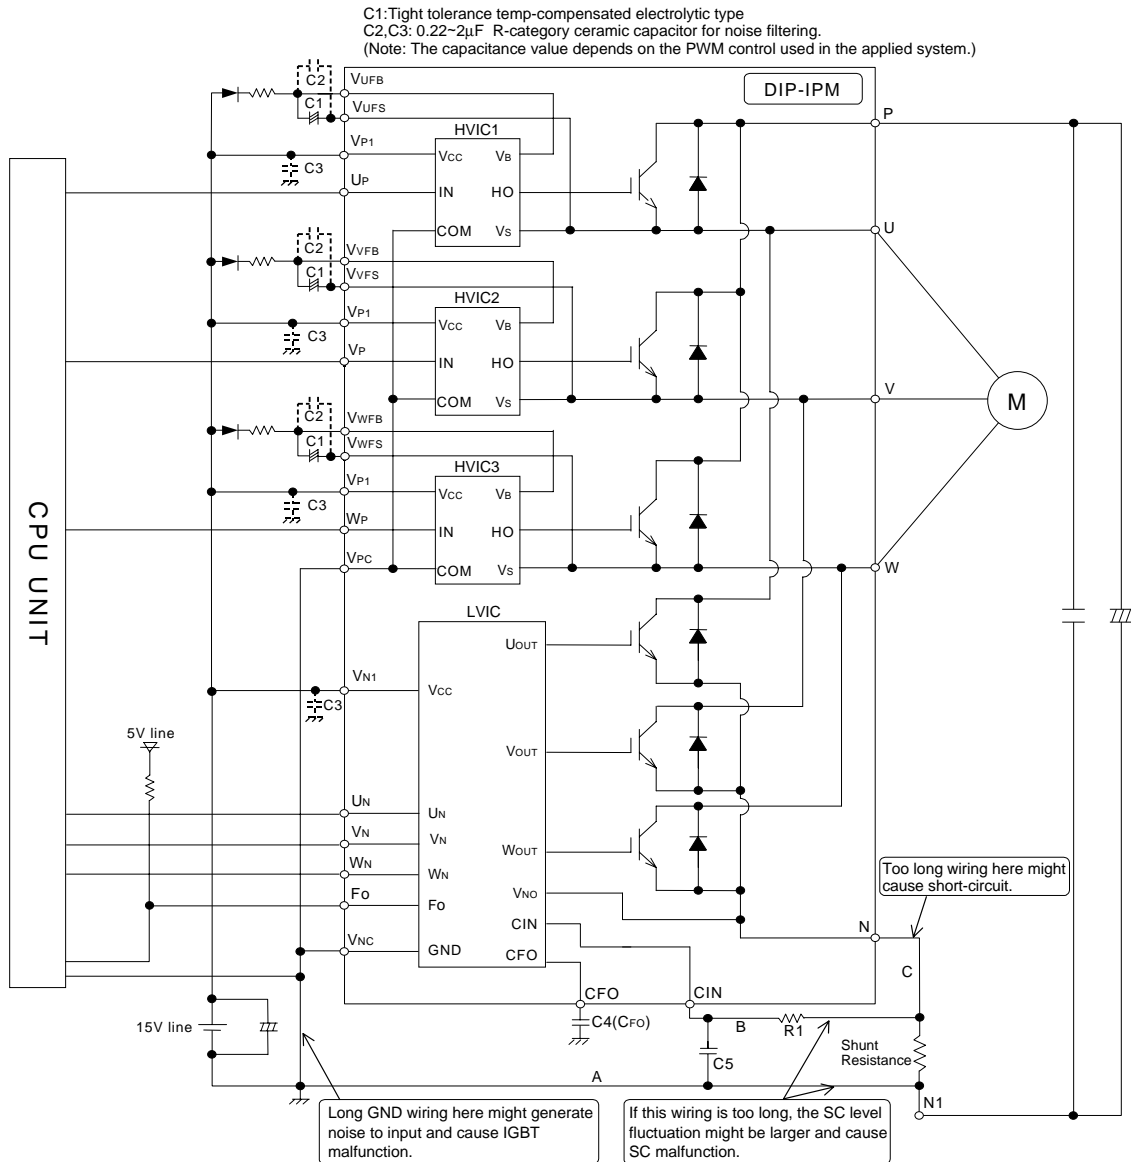 C1:Tight tolerance temp-compensated electrolytic type
C2,C3: 0.22~2μF R-category ceramic capacitor for noise filtering.
(Note: The capacitance value depends on the PWM control used in the applied system.)
DIP-IPM
C2
VUFB
C1
VUFS
P
HVIC1
VP1
VCC
VB
C3
UP
IN
HO
COM
VS
U
C2
VVFB
C1
VVFS
HVIC2
VP1
VCC
VB
C3
VP
IN
HO
COM
VS
V
M
C2
VWFB
C1
VWFS
HVIC3
VP1
VCC
VB
C3
WP
IN
HO
VPC
COM
VS
W
CPU UNIT
LVIC
UOUT
VN1
VCC
C3
5V line
VOUT
UN
UN
VN
VN
WN
WN
WOUT
Fo
Fo
VNO
CIN
VNC
GND
CFO
Too long wiring here might
cause short-circuit.
N
C
CFO
CIN
15V line
C4(CFO)
B
R1
C5
Shunt
Resistance
A
N1
Long GND wiring here might generate
noise to input and cause IGBT
malfunction.
If this wiring is too long, the SC level
fluctuation might be larger and cause
SC malfunction.